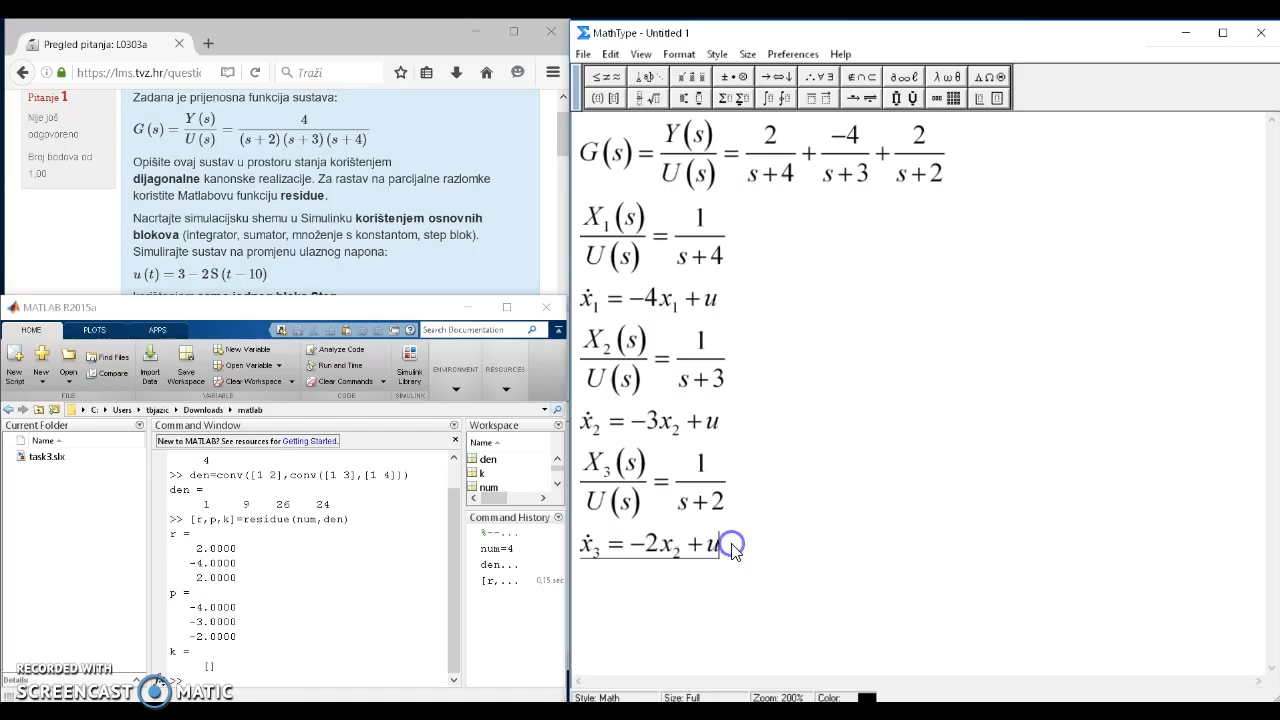 Pregled pitanja: L0303a
https://lms.tvz.hr/questic
Traži
Pitanje 1
Nije još
odgovoreno
Broj bodova od
1,00
Zadana je prijenosna funkcija sustava:
G(s) = Y(s)/U(s) = 4/((s+2)(s+3)(s+4))
Opišite ovaj sustav u prostoru stanja korištenjem
dijagonalne kanonske realizacije. Za rastav na parcijalne razlomke
koristite Matlabovu funkciju residue.
Nacrtajte simulacijsku shemu u Simulinku korištenjem osnovnih
blokova (integrator, sumator, množenje s konstantom, step blok).
Simulirajte sustav na promjenu ulaznog napona:
u(t) = 3 − 2 S(t − 10)
MATLAB R2015a
HOME PLOTS APPS
Search Documentation
New Script
New
Open
Find Files
Compare
Import Data
Save Workspace
New Variable
Open Variable
Clear Workspace
Analyze Code
Run and Time
Clear Commands
Simulink Library
ENVIRONMENT
RESOURCES
FILE VARIABLE CODE SIMULINK
C: Users tbjazic Downloads matlab
Current Folder
Name
task3.slx
Details
Command Window
New to MATLAB? See resources for Getting Started.
4
>> den=conv([1 2],conv([1 3],[1 4]))
den =
1 9 26 24
>> [r,p,k]=residue(num,den)
r =
2.0000
-4.0000
2.0000
p =
-4.0000
-3.0000
-2.0000
k =
[]
>>
Workspace
Name
den
k
num
Command History
%--...
num=4
den...
[r,... 0,15 sec
RECORDED WITH
SCREENCAST MATIC
MathType - Untitled 1
File Edit View Format Style Size Preferences Help
G(s) = Y(s)/U(s) = 2/(s+4) + −4/(s+3) + 2/(s+2)
X₁(s)/U(s) = 1/(s+4)
ẋ₁ = −4x₁ + u
X₂(s)/U(s) = 1/(s+3)
ẋ₂ = −3x₂ + u
X₃(s)/U(s) = 1/(s+2)
ẋ₃ = −2x₂ + u
Style: Math Size: Full Zoom: 200% Color: